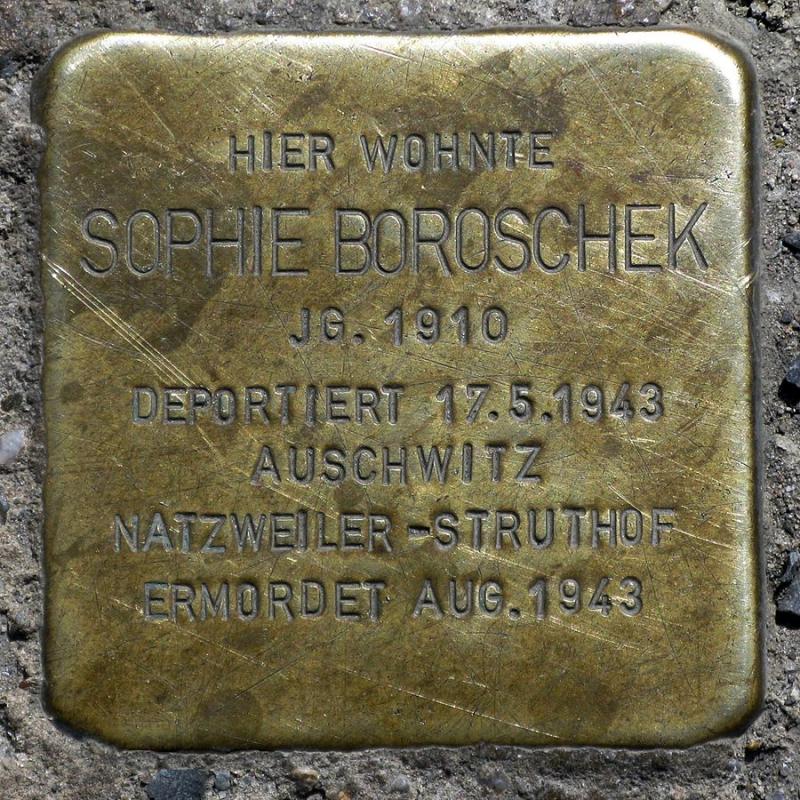 HIER WOHNTE
SOPHIE BOROSCHEK
JG. 1910
DEPORTIERT 17.5.1943
AUSCHWITZ
NATZWEILER-STRUTHOF
ERMORDET AUG. 1943